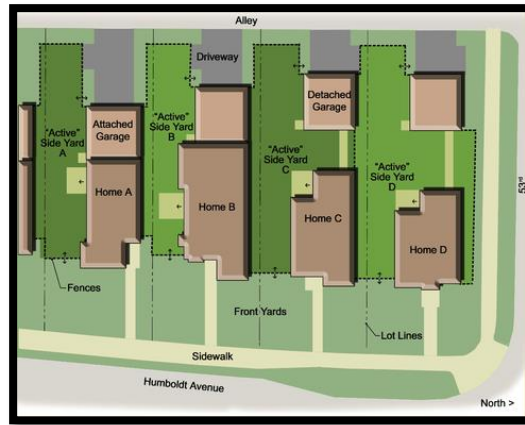 Alley
Driveway
"Active"
Side Yard
A
Attached
Garage
"Active"
Side Yard
B
Detached
Garage
"Active"
Side Yard
C
"Active"
Side Yard
D
Home A
Home B
Home C
Home D
53rd
Fences
Front Yards
Lot Lines
Sidewalk
Humboldt Avenue
North >